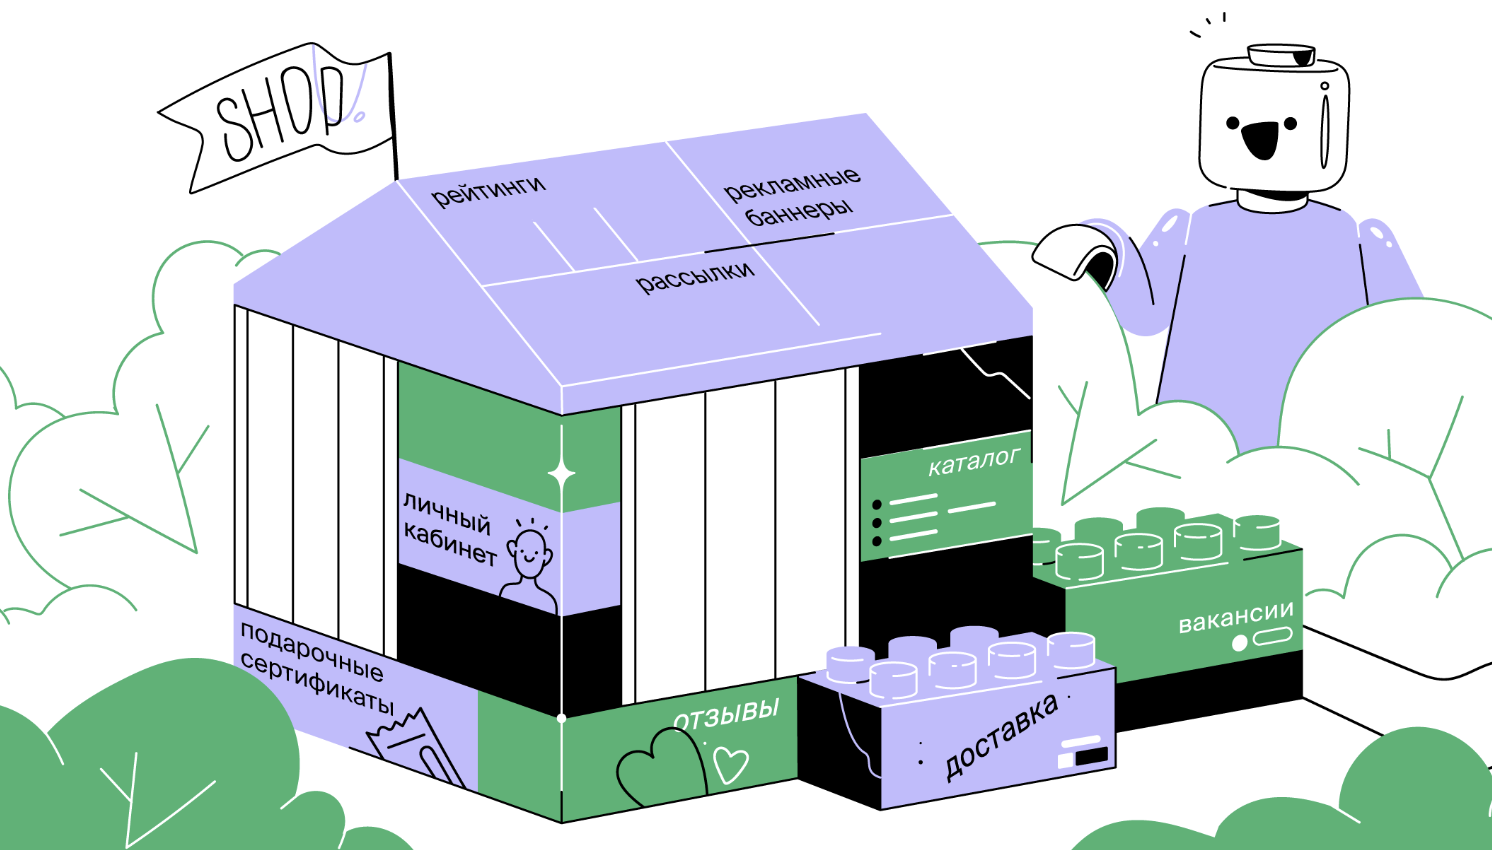 SHOP.
рейтинги
рекламные
баннеры
рассылки
каталог
личный
кабинет
вакансии
подарочные
сертификаты
отзывы
доставка